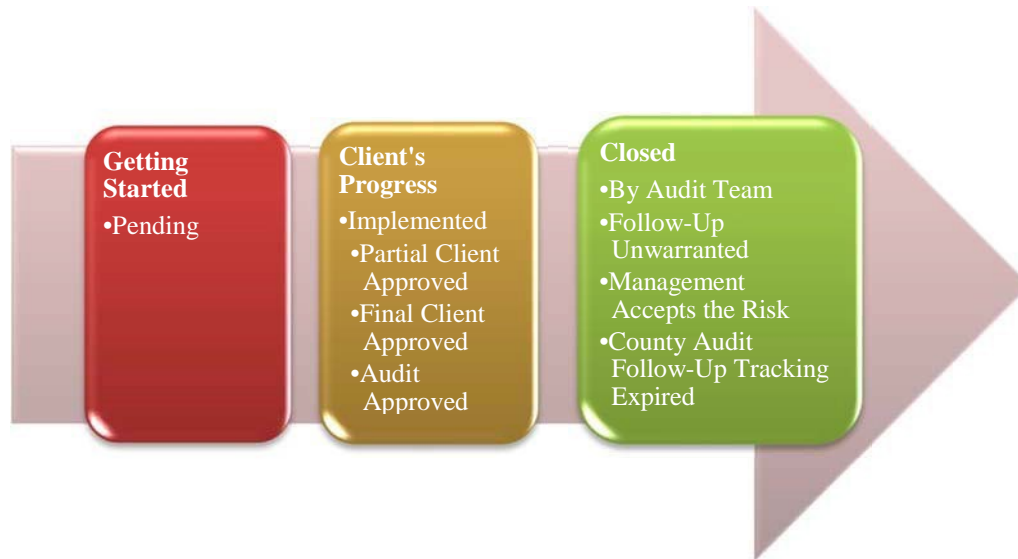 Getting
Started
•Pending
Client's
Progress
•Implemented
•Partial Client
Approved
•Final Client
Approved
•Audit
Approved
Closed
•By Audit Team
•Follow-Up
Unwarranted
•Management
Accepts the Risk
•County Audit
Follow-Up Tracking
Expired